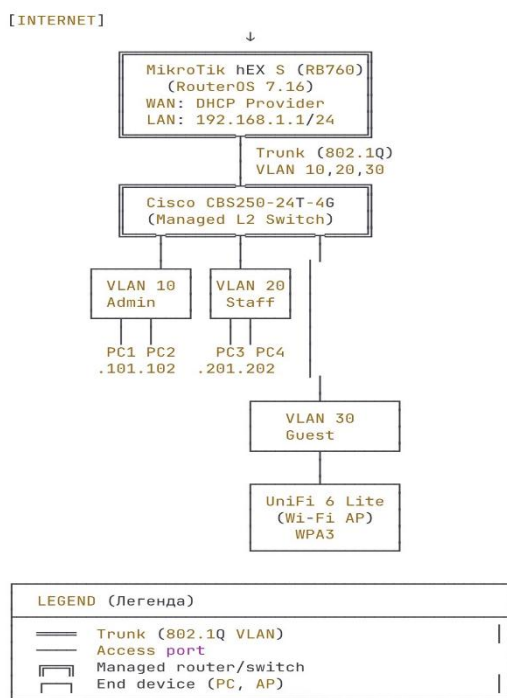 [INTERNET]
↓
MikroTik hEX S (RB760)
(RouterOS 7.16)
WAN: DHCP Provider
LAN: 192.168.1.1/24
Trunk (802.1Q)
VLAN 10,20,30
Cisco CBS250-24T-4G
(Managed L2 Switch)
VLAN 10
Admin
VLAN 20
Staff
PC1 PC2
.101.102
PC3 PC4
.201.202
VLAN 30
Guest
UniFi 6 Lite
(Wi-Fi AP)
WPA3
LEGEND (Легенда)
Trunk (802.1Q VLAN)
Access port
Managed router/switch
End device (PC, AP)